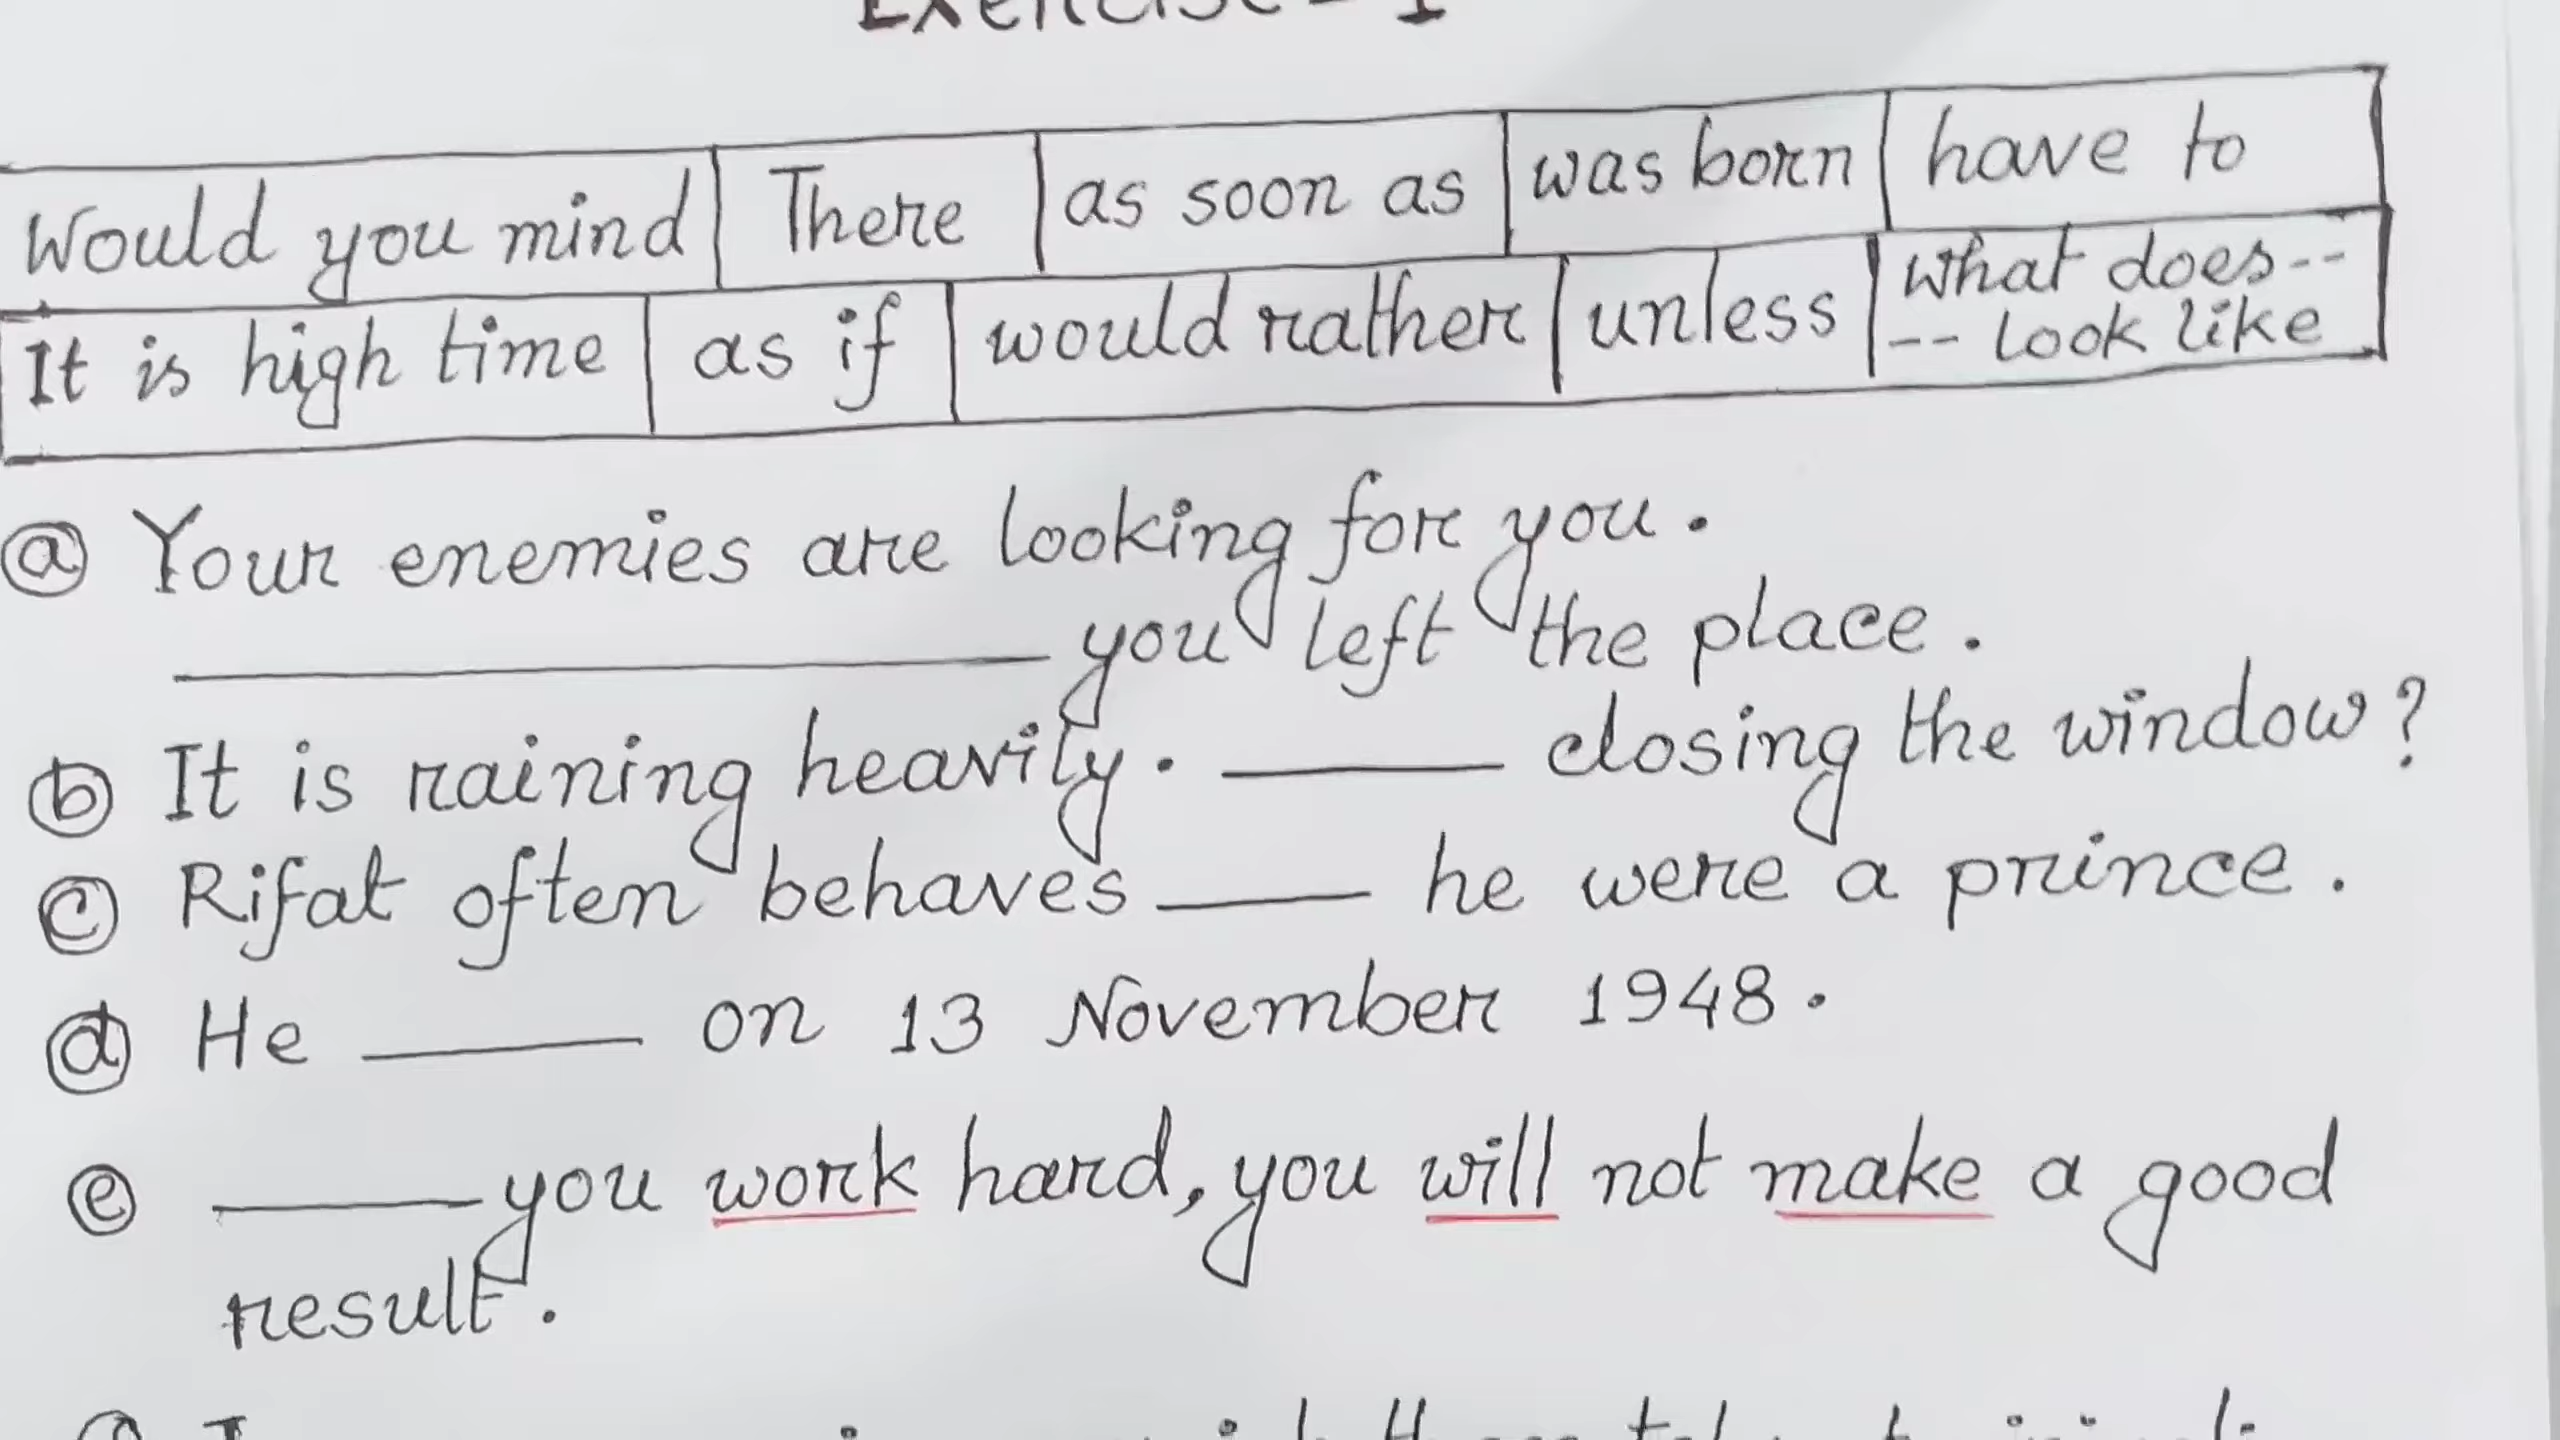 Exercise - 1
Would you mind There as soon as was born have to
It is high time as if would rather unless What does--
-- look like
ⓐ Your enemies are looking for you.
__________ you left the place.
ⓑ It is raining heavily. ______ closing the window?
ⓒ Rifat often behaves _____ he were a prince.
ⓓ He ______ on 13 November 1948.
ⓔ ______ you work hard, you will not make a good
result.